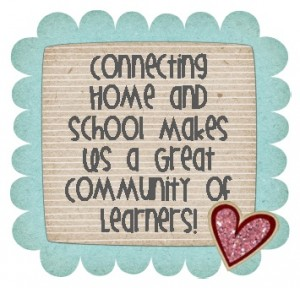 Connecting
Home and
School makes
us a great
community of
Learners!